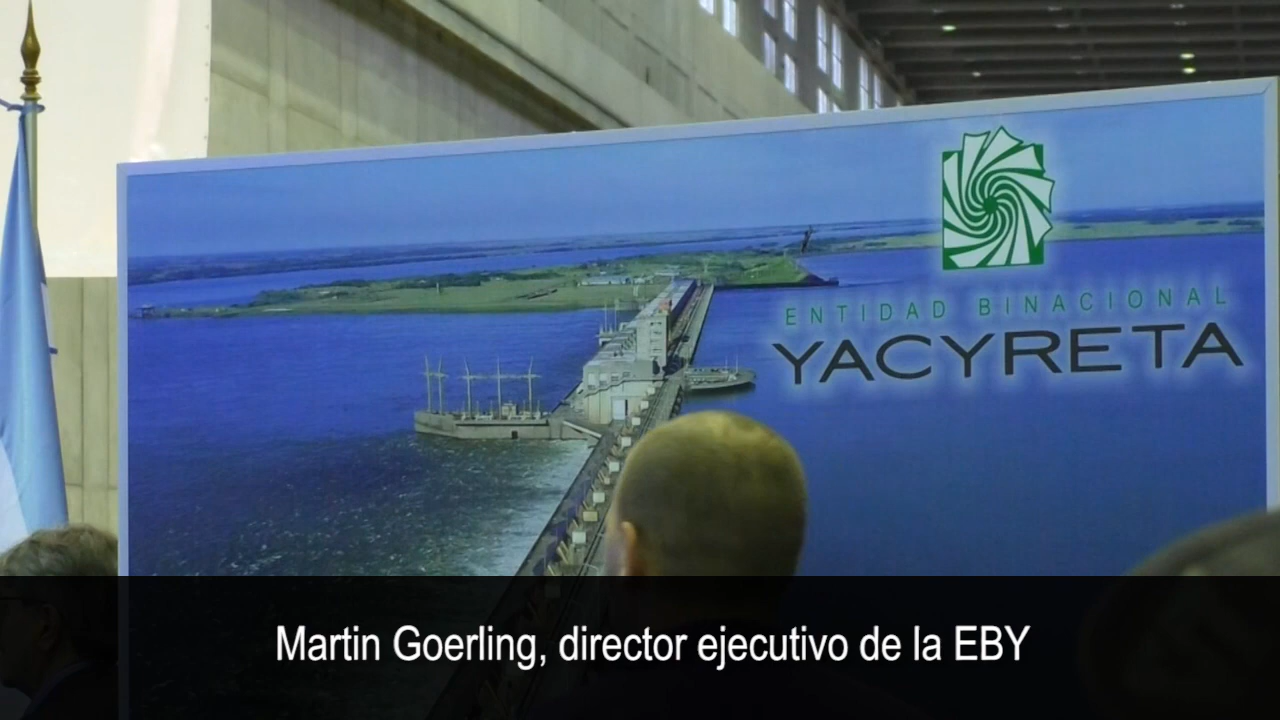 ENTIDAD BINACIONAL
YACYRETA
Martin Goerling, director ejecutivo de la EBY